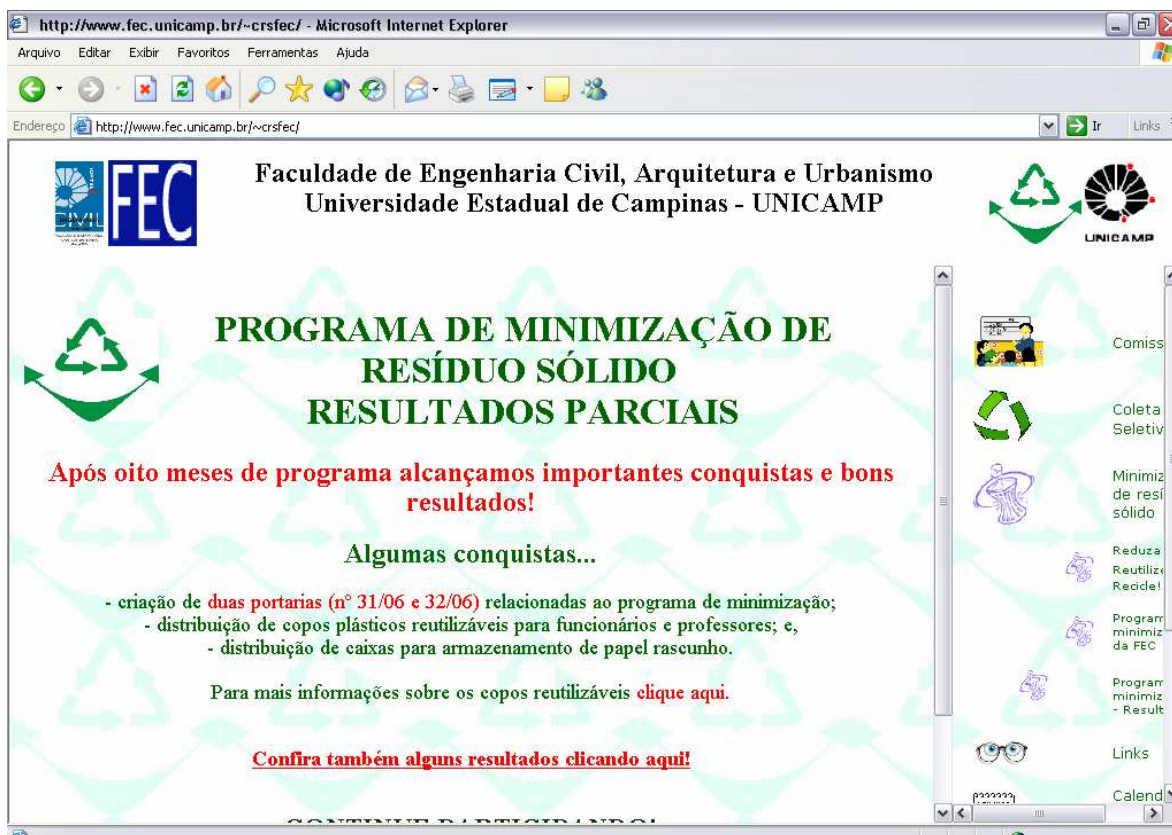 http://www.fec.unicamp.br/~crsfec/ - Microsoft Internet Explorer
Arquivo Editar Exibir Favoritos Ferramentas Ajuda
Endereço http://www.fec.unicamp.br/~crsfec/ Ir Links
CIVIL FEC
Faculdade de Engenharia Civil, Arquitetura e Urbanismo
Universidade Estadual de Campinas - UNICAMP
UNICAMP
PROGRAMA DE MINIMIZAÇÃO DE
RESÍDUO SÓLIDO
RESULTADOS PARCIAIS
Após oito meses de programa alcançamos importantes conquistas e bons
resultados!
Algumas conquistas...
- criação de duas portarias (nº 31/06 e 32/06) relacionadas ao programa de minimização;
- distribuição de copos plásticos reutilizáveis para funcionários e professores; e,
- distribuição de caixas para armazenamento de papel rascunho.
Para mais informações sobre os copos reutilizáveis clique aqui.
Confira também alguns resultados clicando aqui!
CONTINUE PARTICIPANDO!
Comiss
Coleta
Seletiv
Minimiz
de resí
sólido
Reduza
Reutilize
Recicle!
Program
minimiz
da FEC
Program
minimiz
- Result
Links
Calend